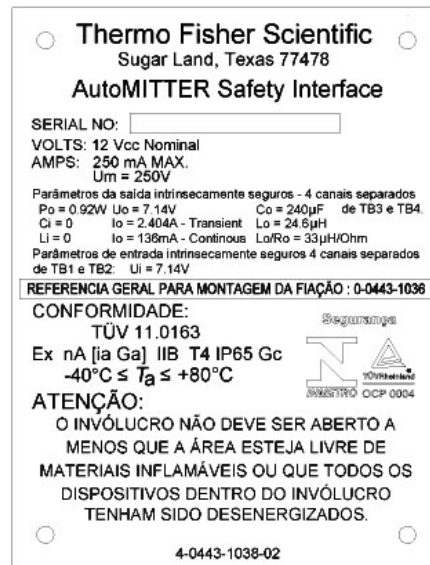 Thermo Fisher Scientific
Sugar Land, Texas 77478
AutoMITTER Safety Interface
SERIAL NO:
VOLTS: 12 Vcc Nominal
AMPS: 250 mA MAX.
Um = 250V
Parâmetros da saída intrinsecamente seguros - 4 canais separados
Po = 0.92W Uo = 7.14V Co = 240µF de TB3 e TB4.
Ci = 0 Io = 2.404A - Transient Lo = 24.6µH
Li = 0 Io = 136mA - Continous Lo/Ro = 33µH/Ohm
Parâmetros de entrada intrinsecamente seguros 4 canais separados
de TB1 e TB2: Ui = 7.14V
REFERENCIA GERAL PARA MONTAGEM DA FIAÇÃO : 0-0443-1036
CONFORMIDADE:
TÜV 11.0163
Ex nA [ia Ga] IIB T4 IP65 Gc
-40°C ≤ Ta ≤ +80°C
Segurança
TÜVRheinland
INMETRO OCP 0004
ATENÇÃO:
O INVÓLUCRO NÃO DEVE SER ABERTO A
MENOS QUE A ÁREA ESTEJA LIVRE DE
MATERIAIS INFLAMÁVEIS OU QUE TODOS OS
DISPOSITIVOS DENTRO DO INVÓLUCRO
TENHAM SIDO DESENERGIZADOS.
4-0443-1038-02